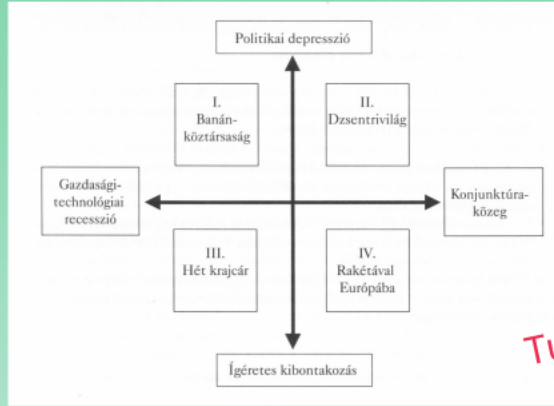 Politikai depresszió
I.
Banán-
köztársaság
II.
Dzsentrivilág
Gazdasági-
technológiai
recesszió
Konjunktúra-
közeg
III.
Hét krajcár
IV.
Rakétával
Európába
Ígéretes kibontakozás